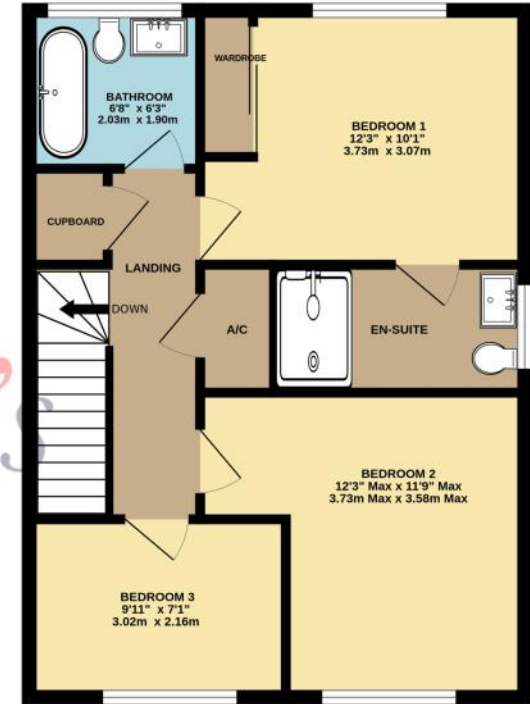 BATHROOM
6'8" x 6'3"
2.03m x 1.90m
WARDROBE
BEDROOM 1
12'3" x 10'1"
3.73m x 3.07m
CUPBOARD
LANDING
DOWN
A/C
EN-SUITE
BEDROOM 2
12'3" Max x 11'9" Max
3.73m Max x 3.58m Max
BEDROOM 3
9'11" x 7'1"
3.02m x 2.16m